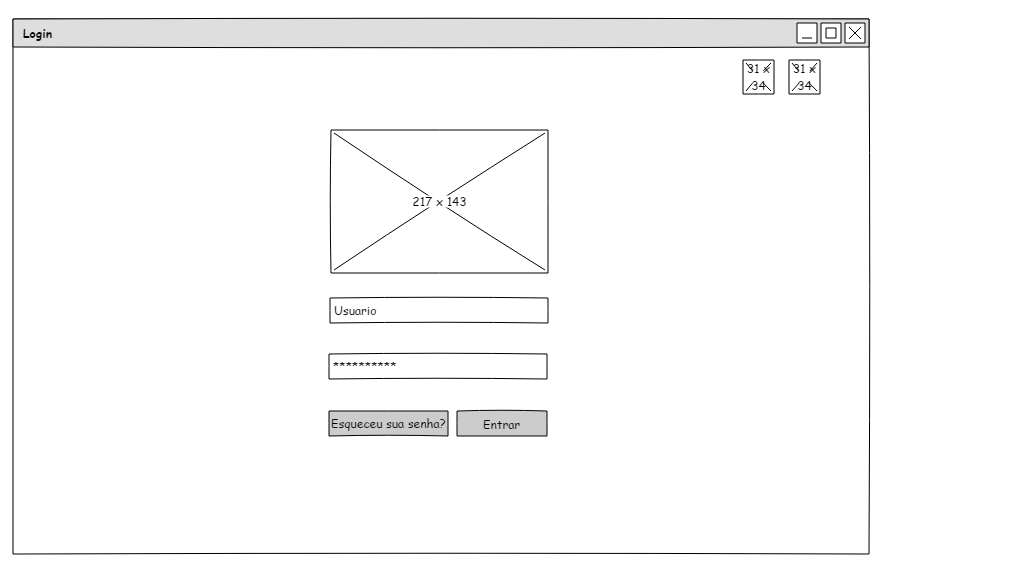 Login
31 x 31 x
34 34
217 x 143
Usuario
**********
Esqueceu sua senha? Entrar